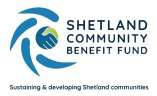 SHETLAND
COMMUNITY
BENEFIT FUND
Sustaining & developing Shetland communities